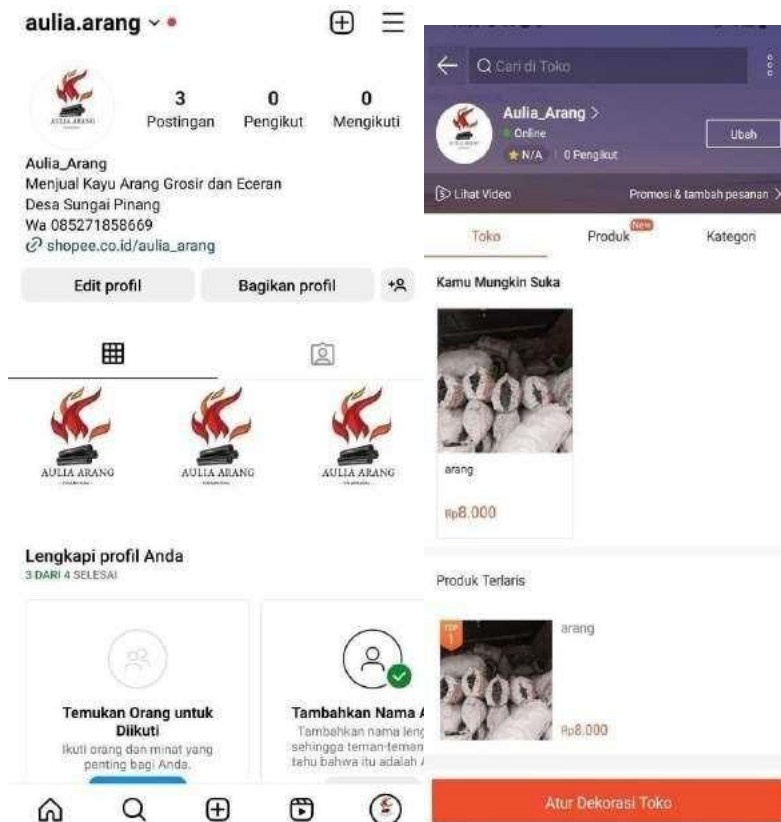 aulia.arang
3 0 0
Postingan Pengikut Mengikuti
AULIA ARANG
Aulia_Arang
Menjual Kayu Arang Grosir dan Eceran
Desa Sungai Pinang
Wa 085271858669
shopee.co.id/aulia_arang
Edit profil Bagikan profil
AULIA ARANG AULIA ARANG AULIA ARANG
Lengkapi profil Anda
3 DARI 4 SELESAI
Temukan Orang untuk
Diikuti
Ikuti orang dan minat yang
penting bagi Anda.
Tambahkan Nama A
Tambahkan nama leng
sehingga teman-teman
tahu bahwa itu adalah A
Cari di Toko
Aulia_Arang >
Online
N/A 0 Pengikut
Ubah
Lihat Video Promosi & tambah pesanan >
New
Toko Produk Kategori
Kamu Mungkin Suka
arang
Rp8.000
Produk Terlaris
TOP
1
arang
Rp8.000
Atur Dekorasi Toko